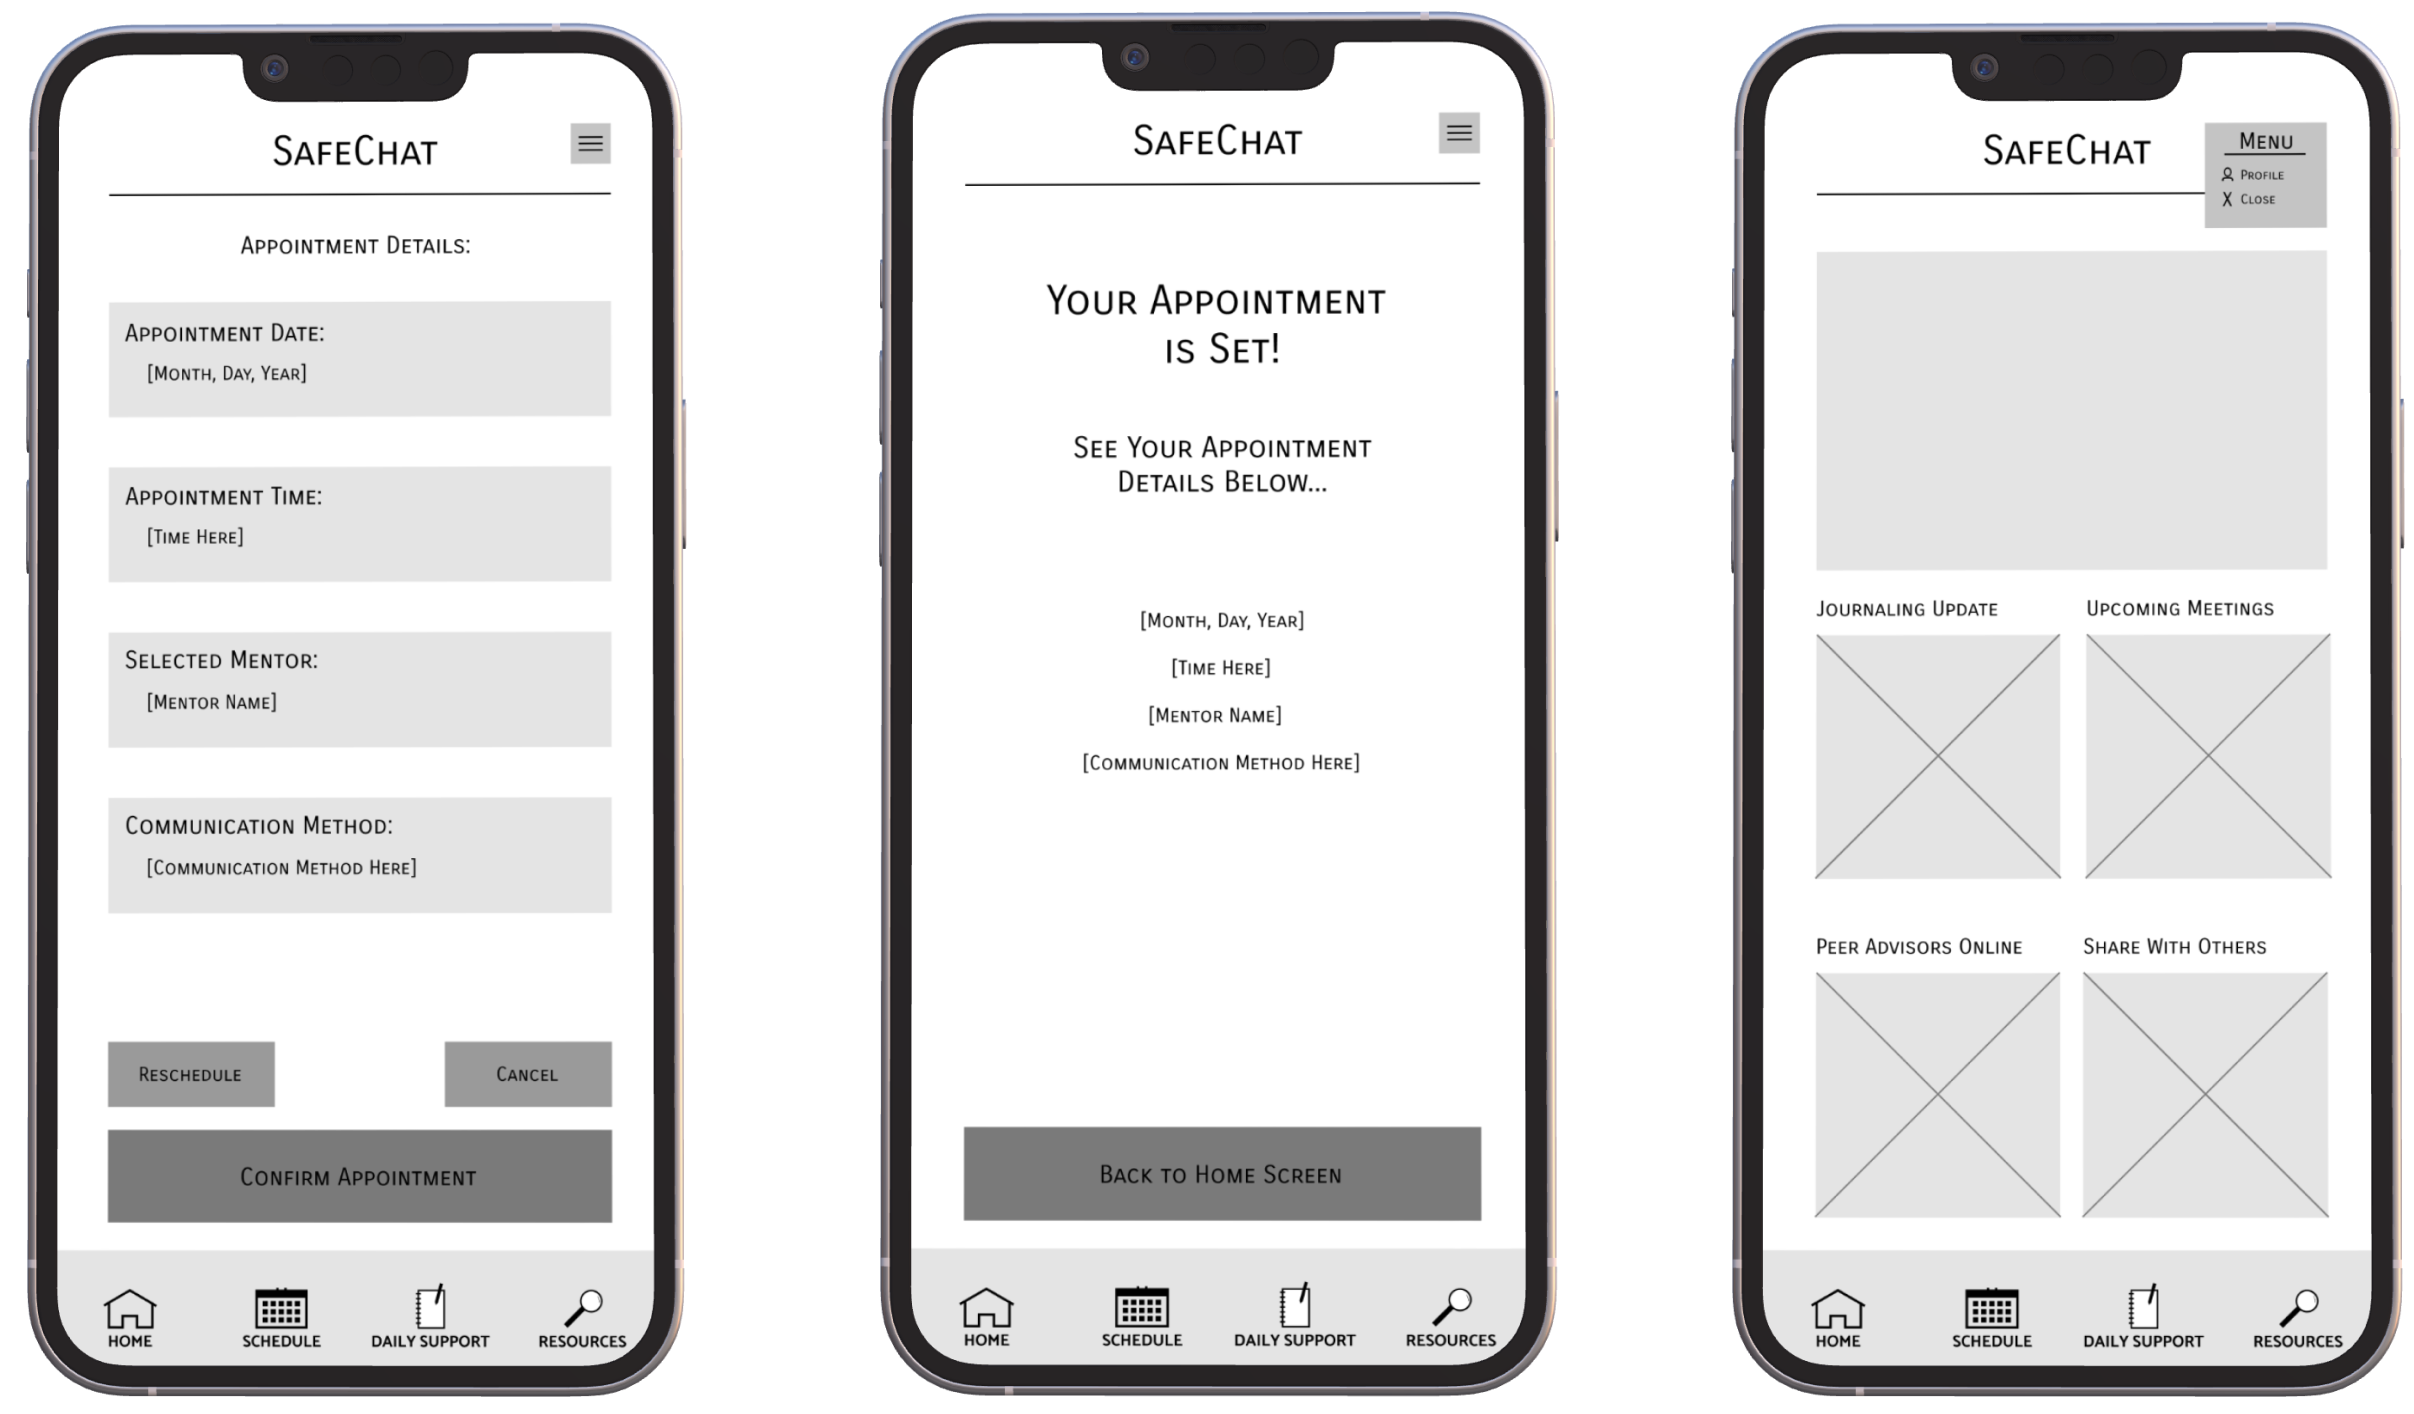 SafeChat
Appointment Details:
Appointment Date:
[Month, Day, Year]
Appointment Time:
[Time Here]
Selected Mentor:
[Mentor Name]
Communication Method:
[Communication Method Here]
Reschedule
Cancel
Confirm Appointment
HOME
SCHEDULE
DAILY SUPPORT
RESOURCES
SafeChat
Your Appointment
is Set!
See Your Appointment
Details Below...
[Month, Day, Year]
[Time Here]
[Mentor Name]
[Communication Method Here]
Back to Home Screen
HOME
SCHEDULE
DAILY SUPPORT
RESOURCES
SafeChat
Menu
Profile
X Close
Journaling Update
Upcoming Meetings
Peer Advisors Online
Share With Others
HOME
SCHEDULE
DAILY SUPPORT
RESOURCES